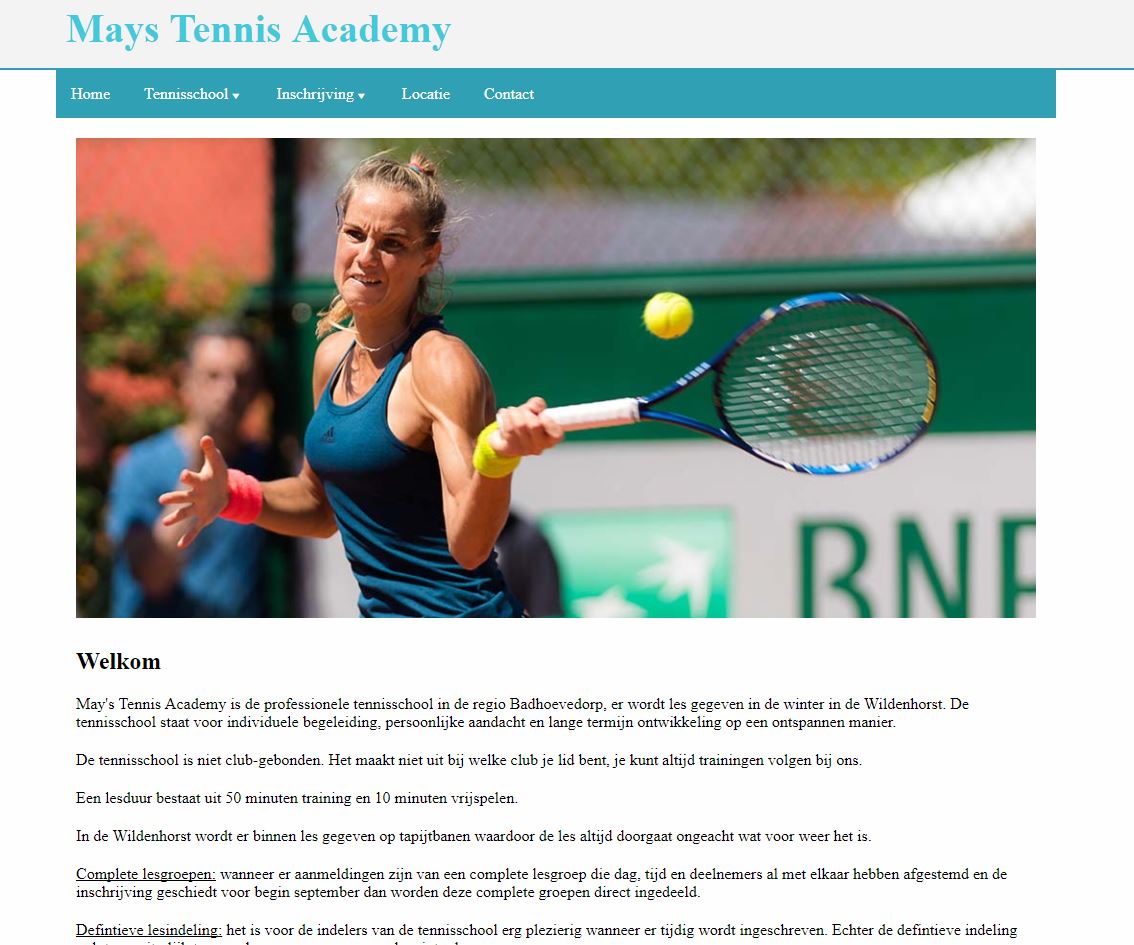 Mays Tennis Academy
Home Tennisschool Inschrijving Locatie Contact
BNP
Welkom
May's Tennis Academy is de professionele tennisschool in de regio Badhoevedorp, er wordt les gegeven in de winter in de Wildenhorst. De
tennisschool staat voor individuele begeleiding, persoonlijke aandacht en lange termijn ontwikkeling op een ontspannen manier.
De tennisschool is niet club-gebonden. Het maakt niet uit bij welke club je lid bent, je kunt altijd trainingen volgen bij ons.
Een lesduur bestaat uit 50 minuten training en 10 minuten vrijspelen.
In de Wildenhorst wordt er binnen les gegeven op tapijtbanen waardoor de les altijd doorgaat ongeacht wat voor weer het is.
Complete lesgroepen: wanneer er aanmeldingen zijn van een complete lesgroep die dag, tijd en deelnemers al met elkaar hebben afgestemd en de
inschrijving geschiedt voor begin september dan worden deze complete groepen direct ingedeeld.
Defintieve lesindeling: het is voor de indelers van de tennisschool erg plezierig wanneer er tijdig wordt ingeschreven. Echter de defintieve indeling